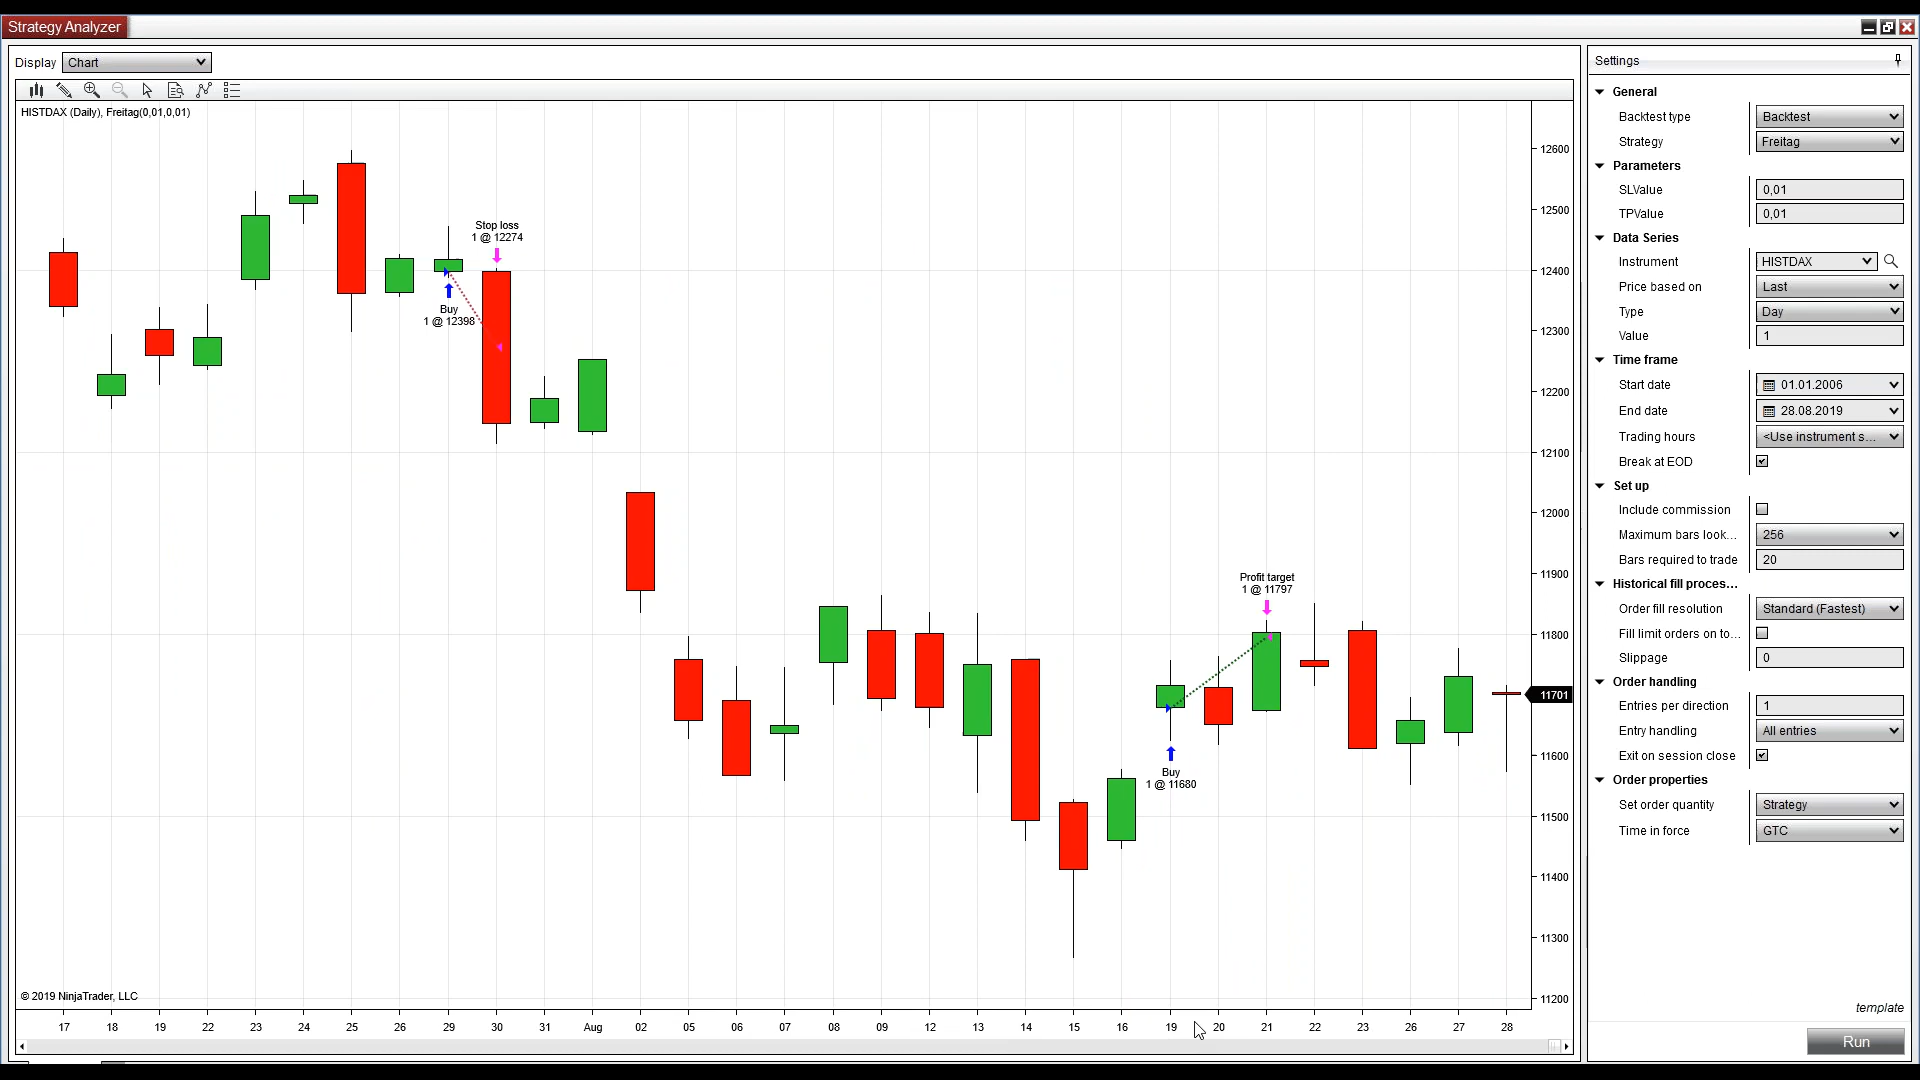 Strategy Analyzer
Display Chart
HISTDAX (Daily), Freitag(0,01,0,01)
12600
12500
12400
12300
12200
12100
12000
11900
11800
11701
11600
11500
11400
11300
11200
Stop loss
1 @ 12274
Buy
1 @ 12398
Profit target
1 @ 11797
Buy
1 @ 11680
© 2019 NinjaTrader, LLC
17 18 19 22 23 24 25 26 29 30 31 Aug 02 05 06 07 08 09 12 13 14 15 16 19 20 21 22 23 26 27 28
Settings
General
Backtest type Backtest
Strategy Freitag
Parameters
SLValue 0,01
TPValue 0,01
Data Series
Instrument HISTDAX
Price based on Last
Type Day
Value 1
Time frame
Start date 01.01.2006
End date 28.08.2019
Trading hours <Use instrument s...
Break at EOD
Set up
Include commission
Maximum bars look... 256
Bars required to trade 20
Historical fill proces...
Order fill resolution Standard (Fastest)
Fill limit orders on to...
Slippage 0
Order handling
Entries per direction 1
Entry handling All entries
Exit on session close
Order properties
Set order quantity Strategy
Time in force GTC
template
Run